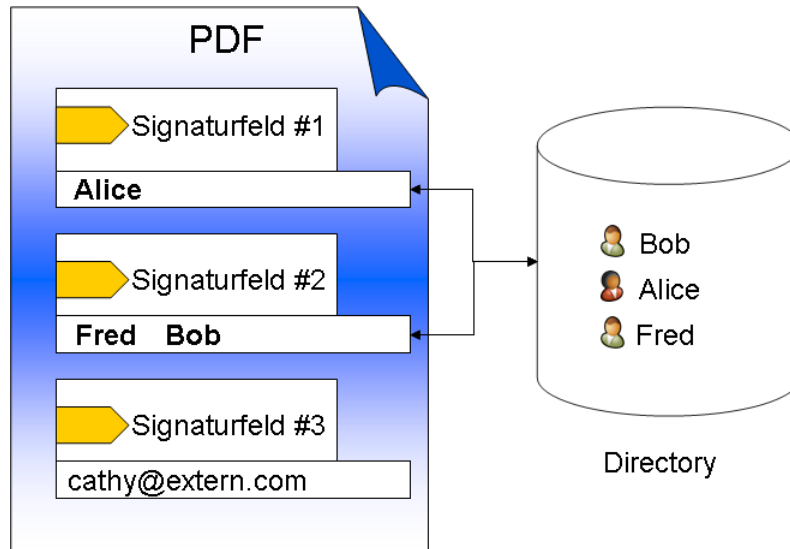 PDF
Signaturfeld #1
Alice
Signaturfeld #2
Fred Bob
Signaturfeld #3
cathy@extern.com
Bob
Alice
Fred
Directory